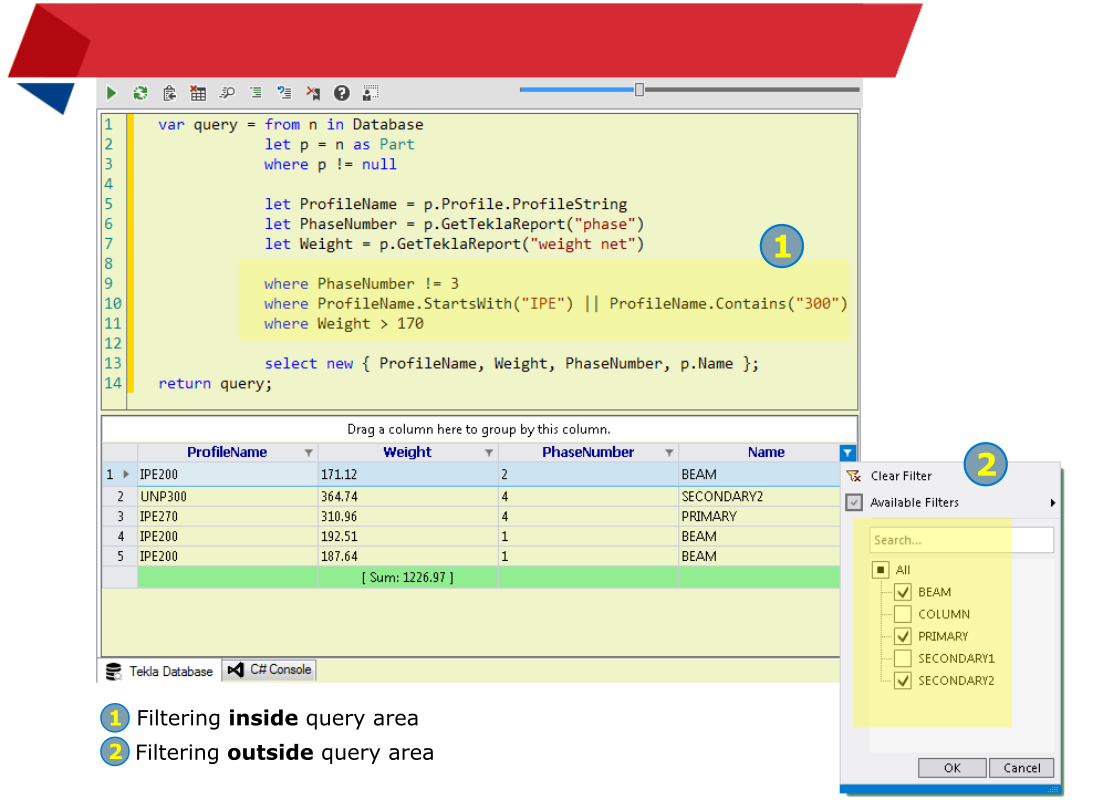 1 var query = from n in Database
2 let p = n as Part
3 where p != null
4
5 let ProfileName = p.Profile.ProfileString
6 let PhaseNumber = p.GetTeklaReport("phase")
7 let Weight = p.GetTeklaReport("weight net")
1
8
9 where PhaseNumber != 3
10 where ProfileName.StartsWith("IPE") || ProfileName.Contains("300")
11 where Weight > 170
12
13 select new { ProfileName, Weight, PhaseNumber, p.Name };
14 return query;
Drag a column here to group by this column.
ProfileName Weight PhaseNumber Name
1 IPE200 171.12 2 BEAM
2 UNP300 364.74 4 SECONDARY2
3 IPE270 310.96 4 PRIMARY
4 IPE200 192.51 1 BEAM
5 IPE200 187.64 1 BEAM
[ Sum: 1226.97 ]
Tekla Database C# Console
2
Clear Filter
Available Filters
Search...
All
BEAM
COLUMN
PRIMARY
SECONDARY1
SECONDARY2
OK Cancel
1 Filtering inside query area
2 Filtering outside query area